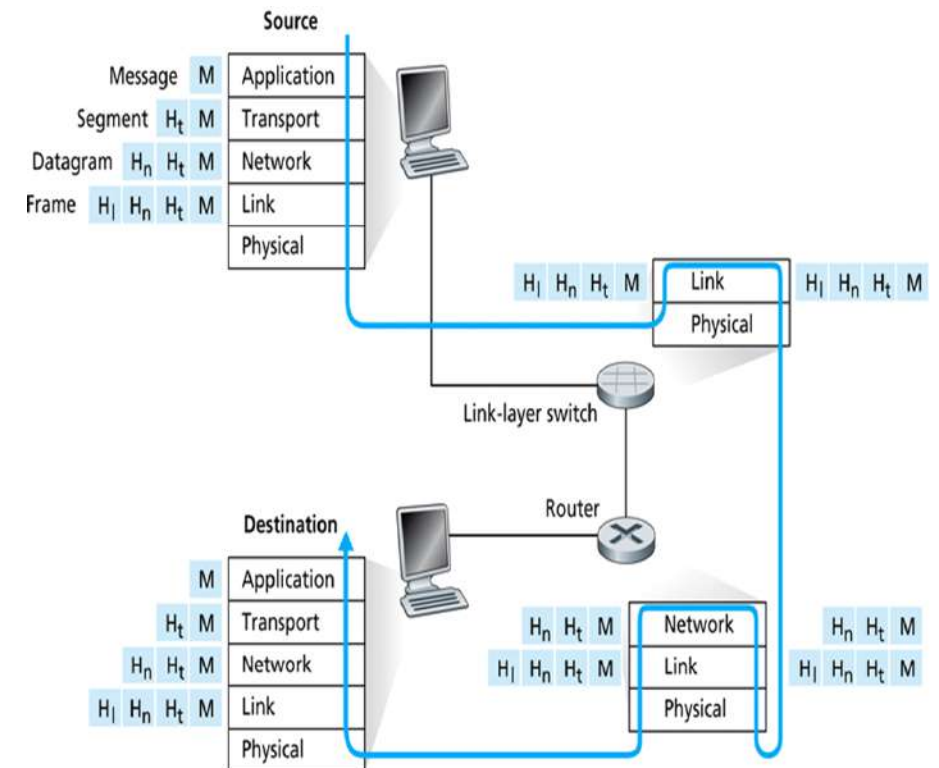 Source
Message M Application
Segment Ht M Transport
Datagram Hn Ht M Network
Frame Hl Hn Ht M Link
Physical
Hl Hn Ht M Link Hl Hn Ht M
Physical
Link-layer switch
Router
Destination
M Application
Ht M Transport
Hn Ht M Network
Hl Hn Ht M Link
Physical
Hn Ht M Network Hn Ht M
Hl Hn Ht M Link Hl Hn Ht M
Physical